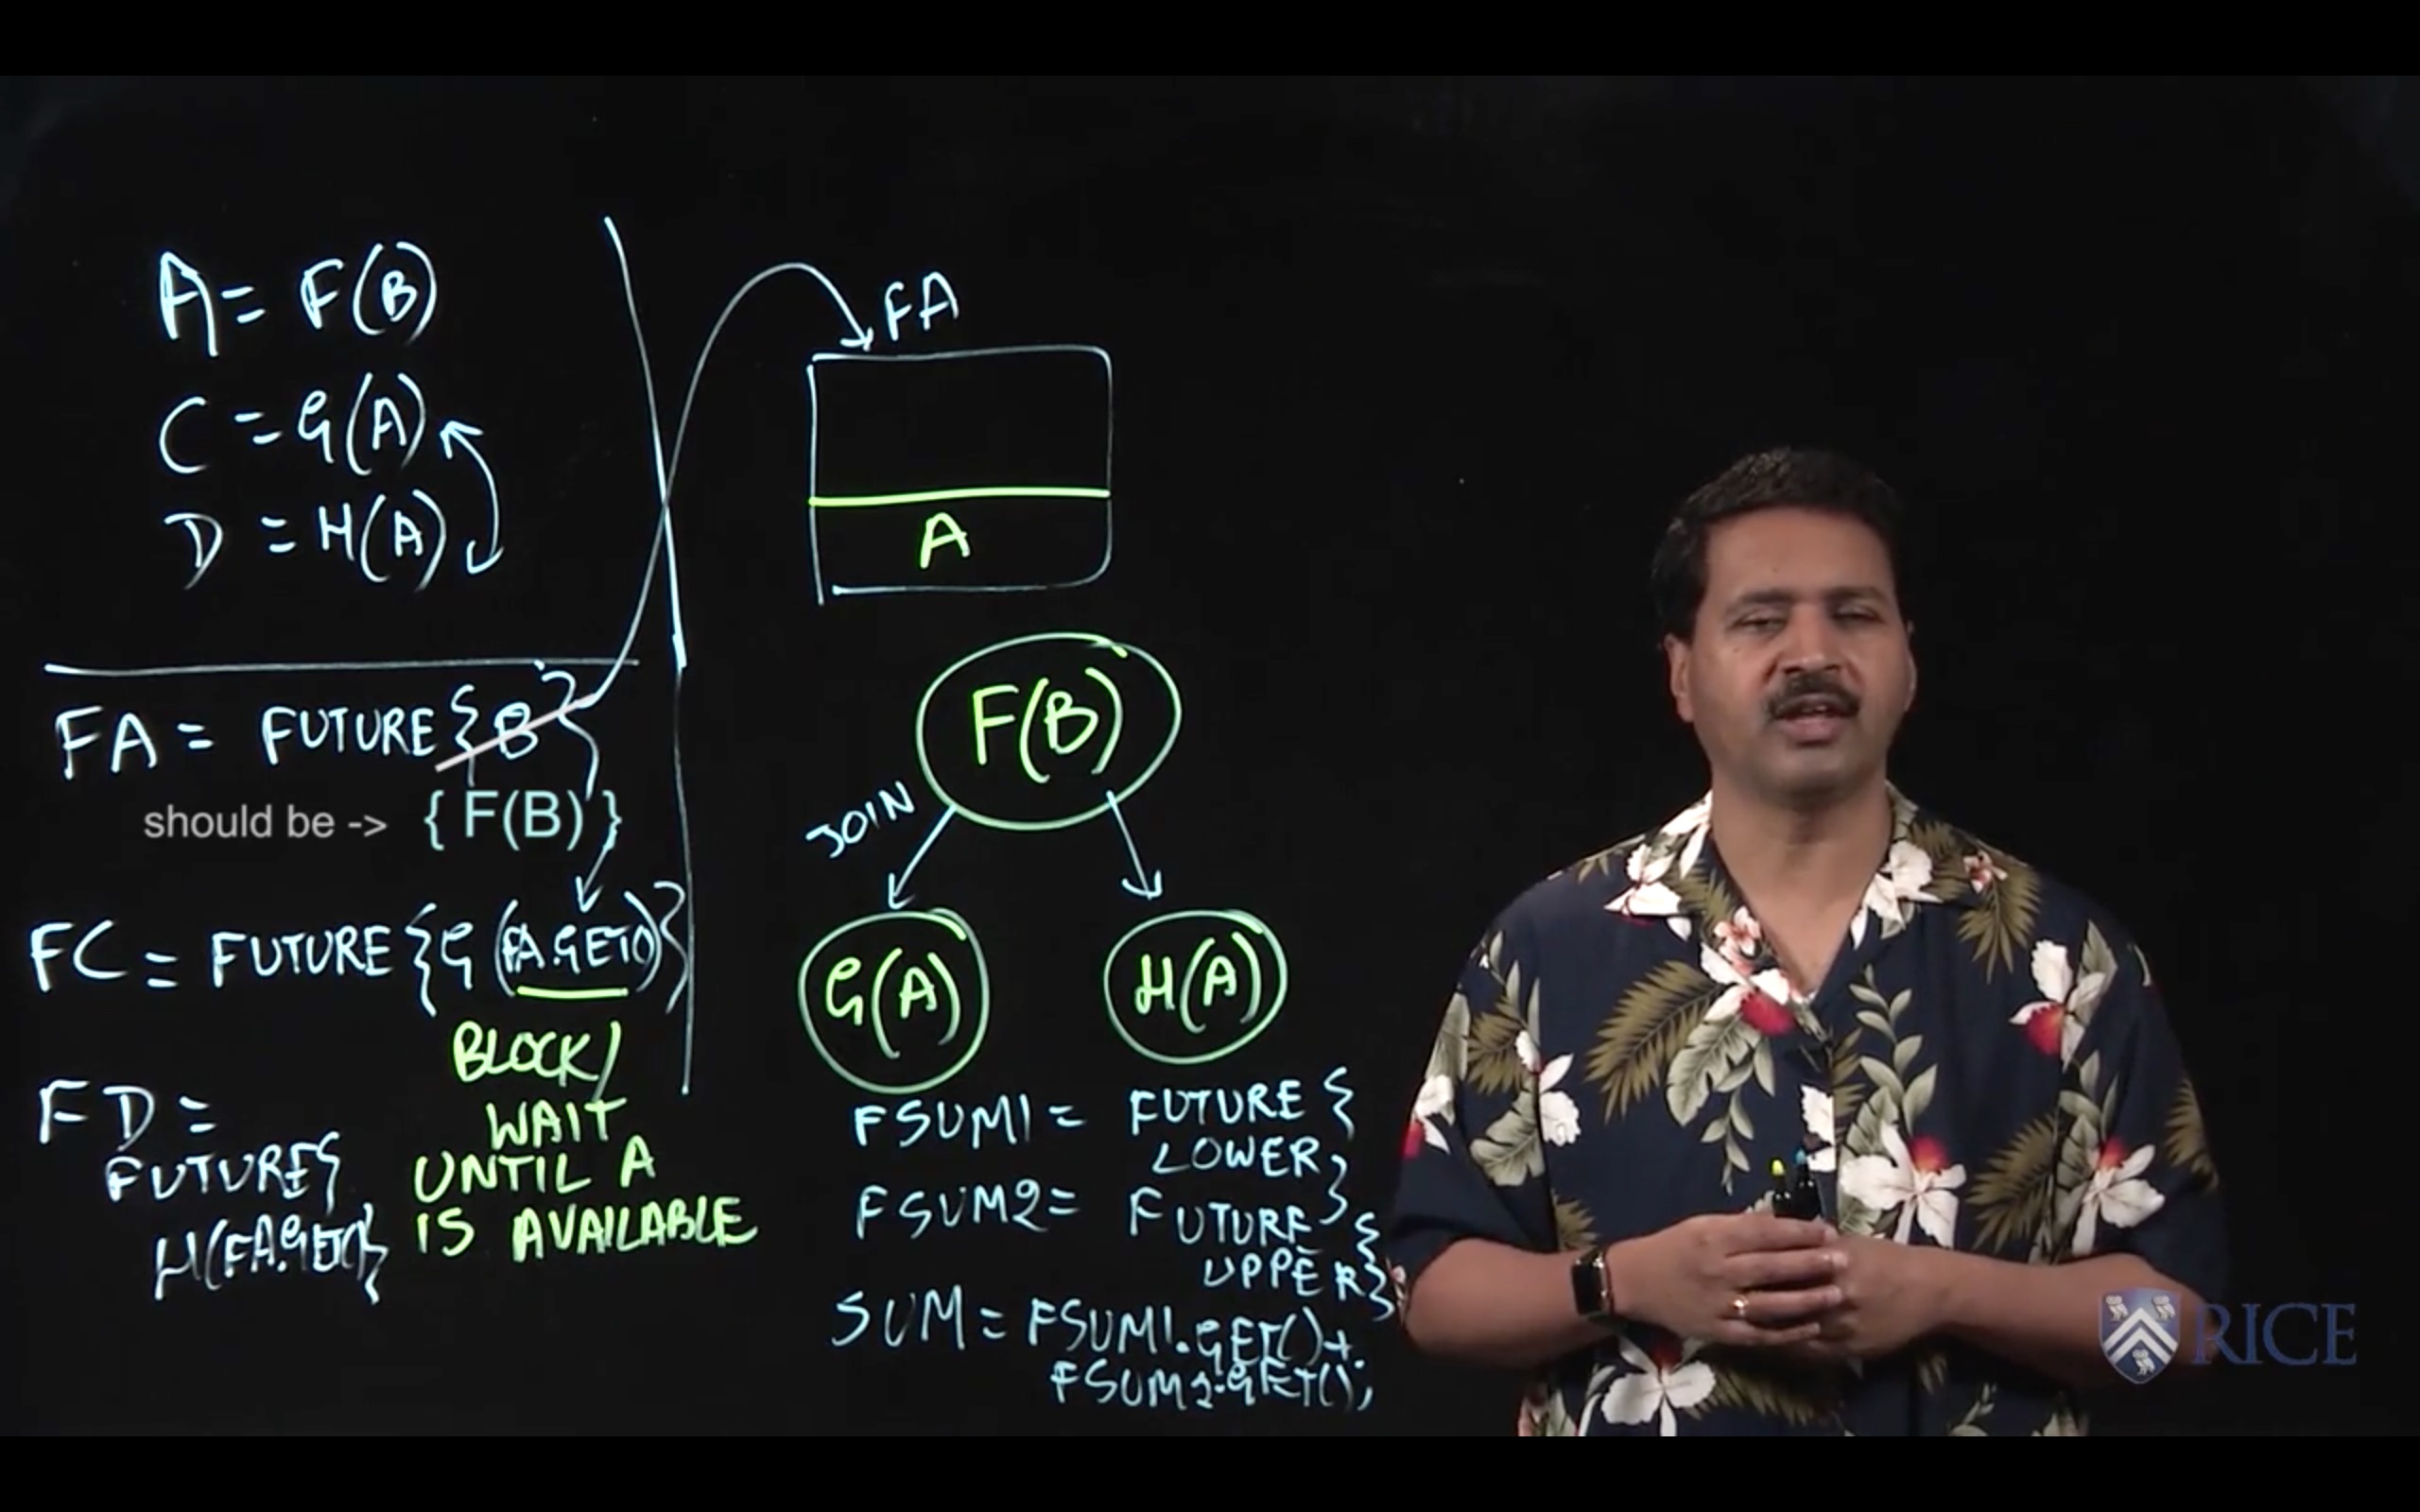 A = F(B)
C = G(A)
D = H(A)
FA = FUTURE { B }
should be -> { F(B) }
FC = FUTURE { G (FA.GET()) }
BLOCK/
WAIT
UNTIL A
IS AVAILABLE
FD =
FUTURE {
H(FA.GET()}
FA
A
F(B)
JOIN
G(A)
H(A)
FSUM1 = FUTURE {
LOWER }
FSUM2 = FUTURE {
UPPER }
SUM = FSUM1.GET() +
FSUM2.GET();
RICE